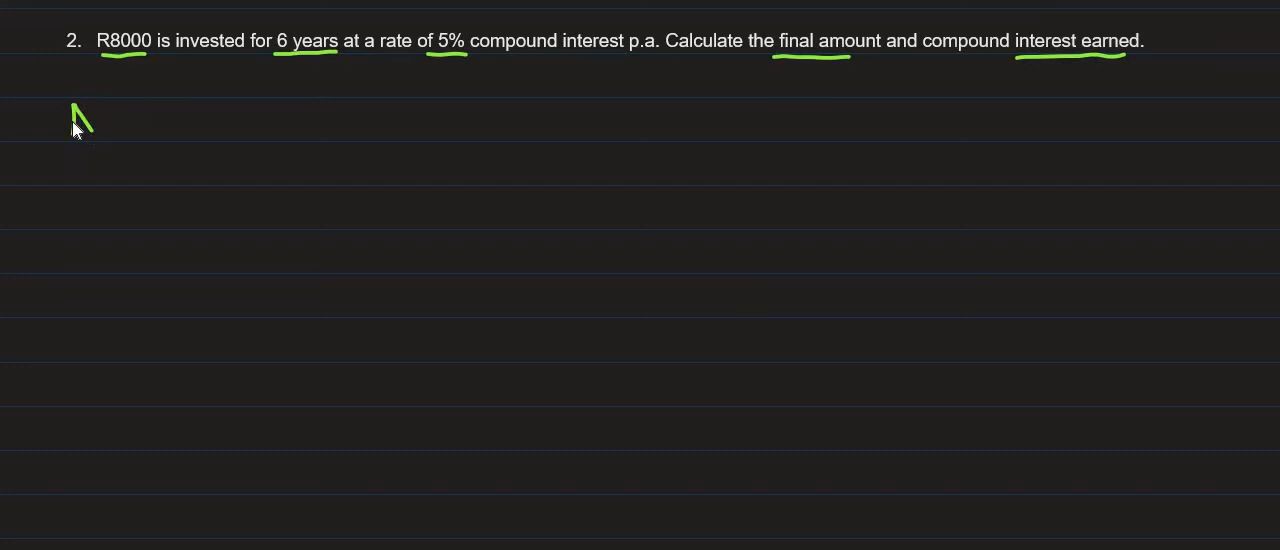 2. R8000 is invested for 6 years at a rate of 5% compound interest p.a. Calculate the final amount and compound interest earned.